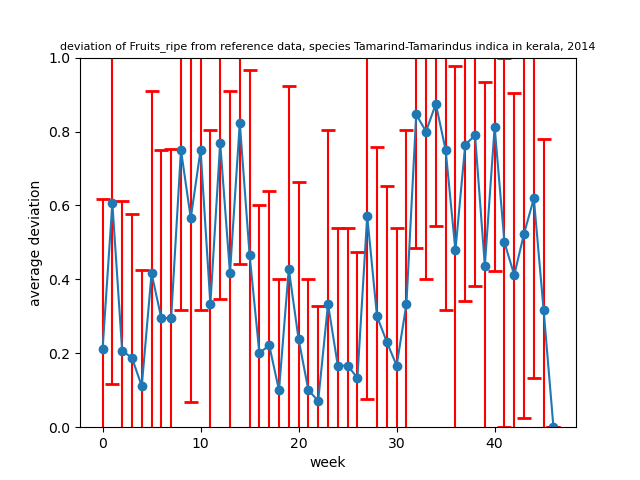 deviation of Fruits_ripe from reference data, species Tamarind-Tamarindus indica in kerala, 2014
1.0
0.8
0.6
0.4
0.2
0.0
average deviation
0 10 20 30 40
week